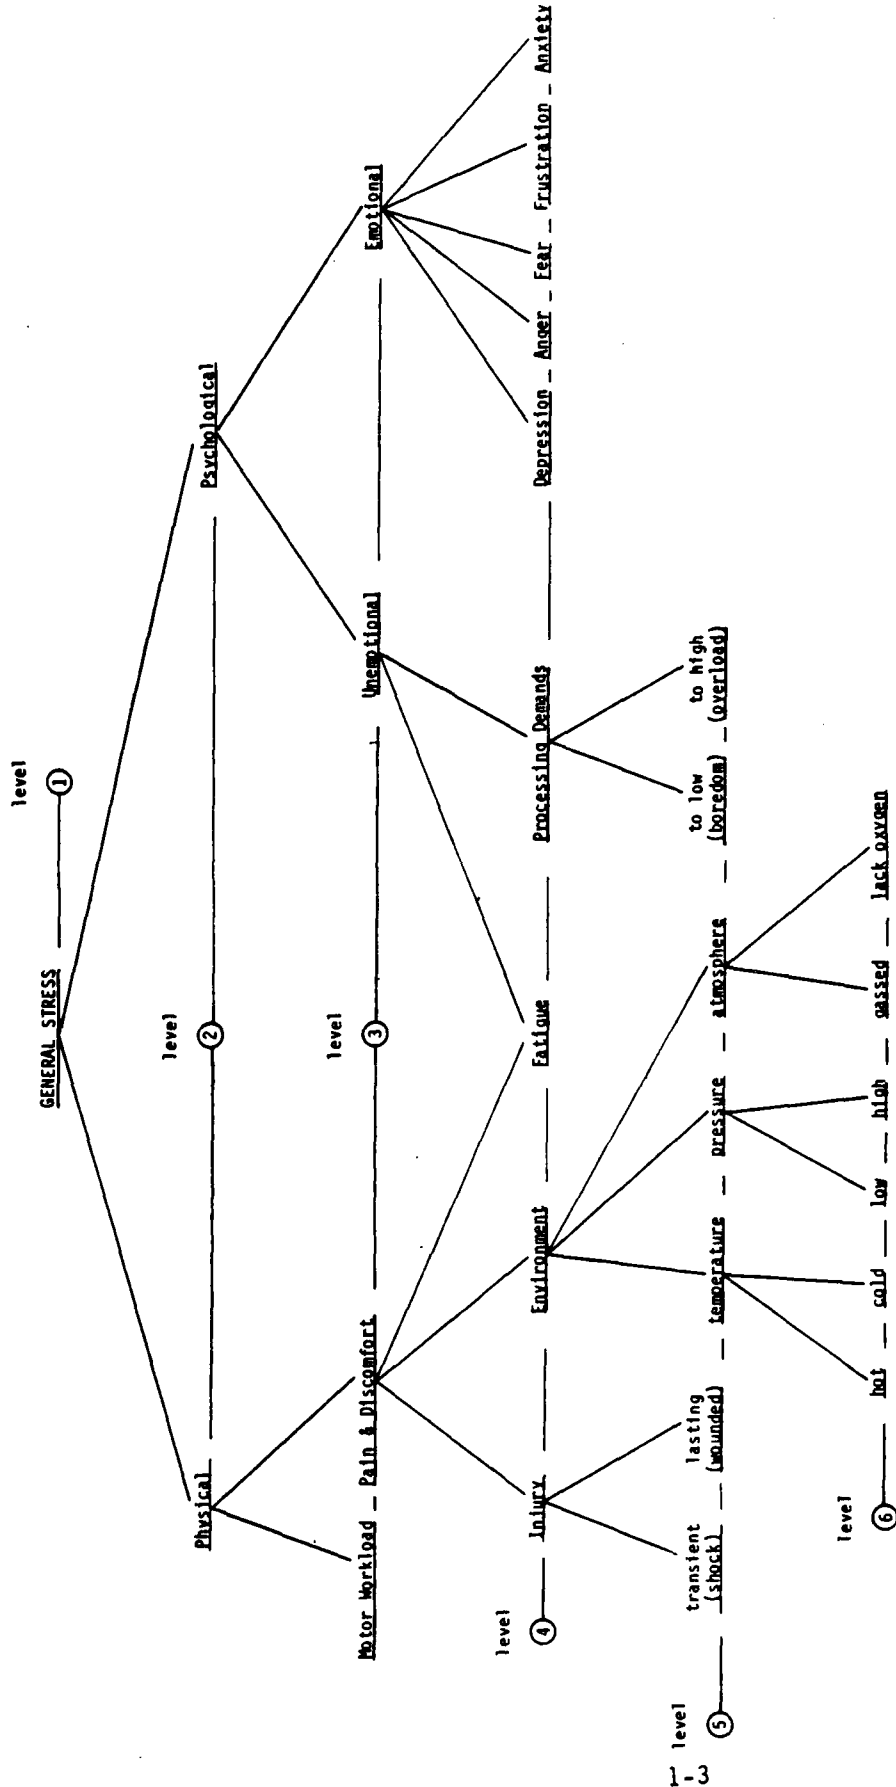 level
GENERAL STRESS ①
level
Physical ② Psychological
level
Motor Workload Pain & Discomfort ③ Unemotional Emotional
level
④ Injury Environment Fatigue Processing Demands Depression Anger Fear Frustration Anxiety
level
transient lasting to low to high
⑤ (shock) (wounded) temperature pressure atmosphere (boredom) (overload)
level
⑥ hot cold low high gassed lack oxygen
1-3